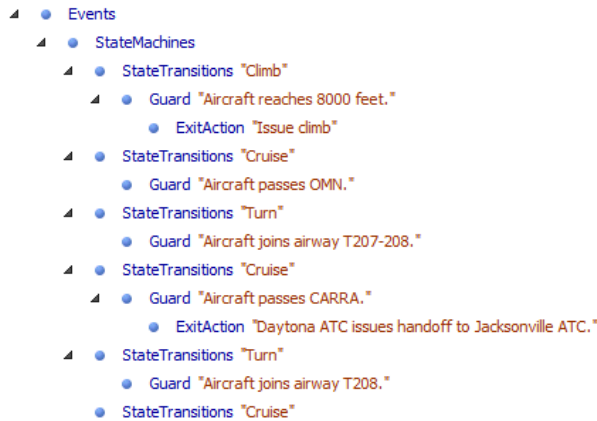 Events
StateMachines
StateTransitions "Climb"
Guard "Aircraft reaches 8000 feet."
ExitAction "Issue climb"
StateTransitions "Cruise"
Guard "Aircraft passes OMN."
StateTransitions "Turn"
Guard "Aircraft joins airway T207-208."
StateTransitions "Cruise"
Guard "Aircraft passes CARRA."
ExitAction "Daytona ATC issues handoff to Jacksonville ATC."
StateTransitions "Turn"
Guard "Aircraft joins airway T208."
StateTransitions "Cruise"